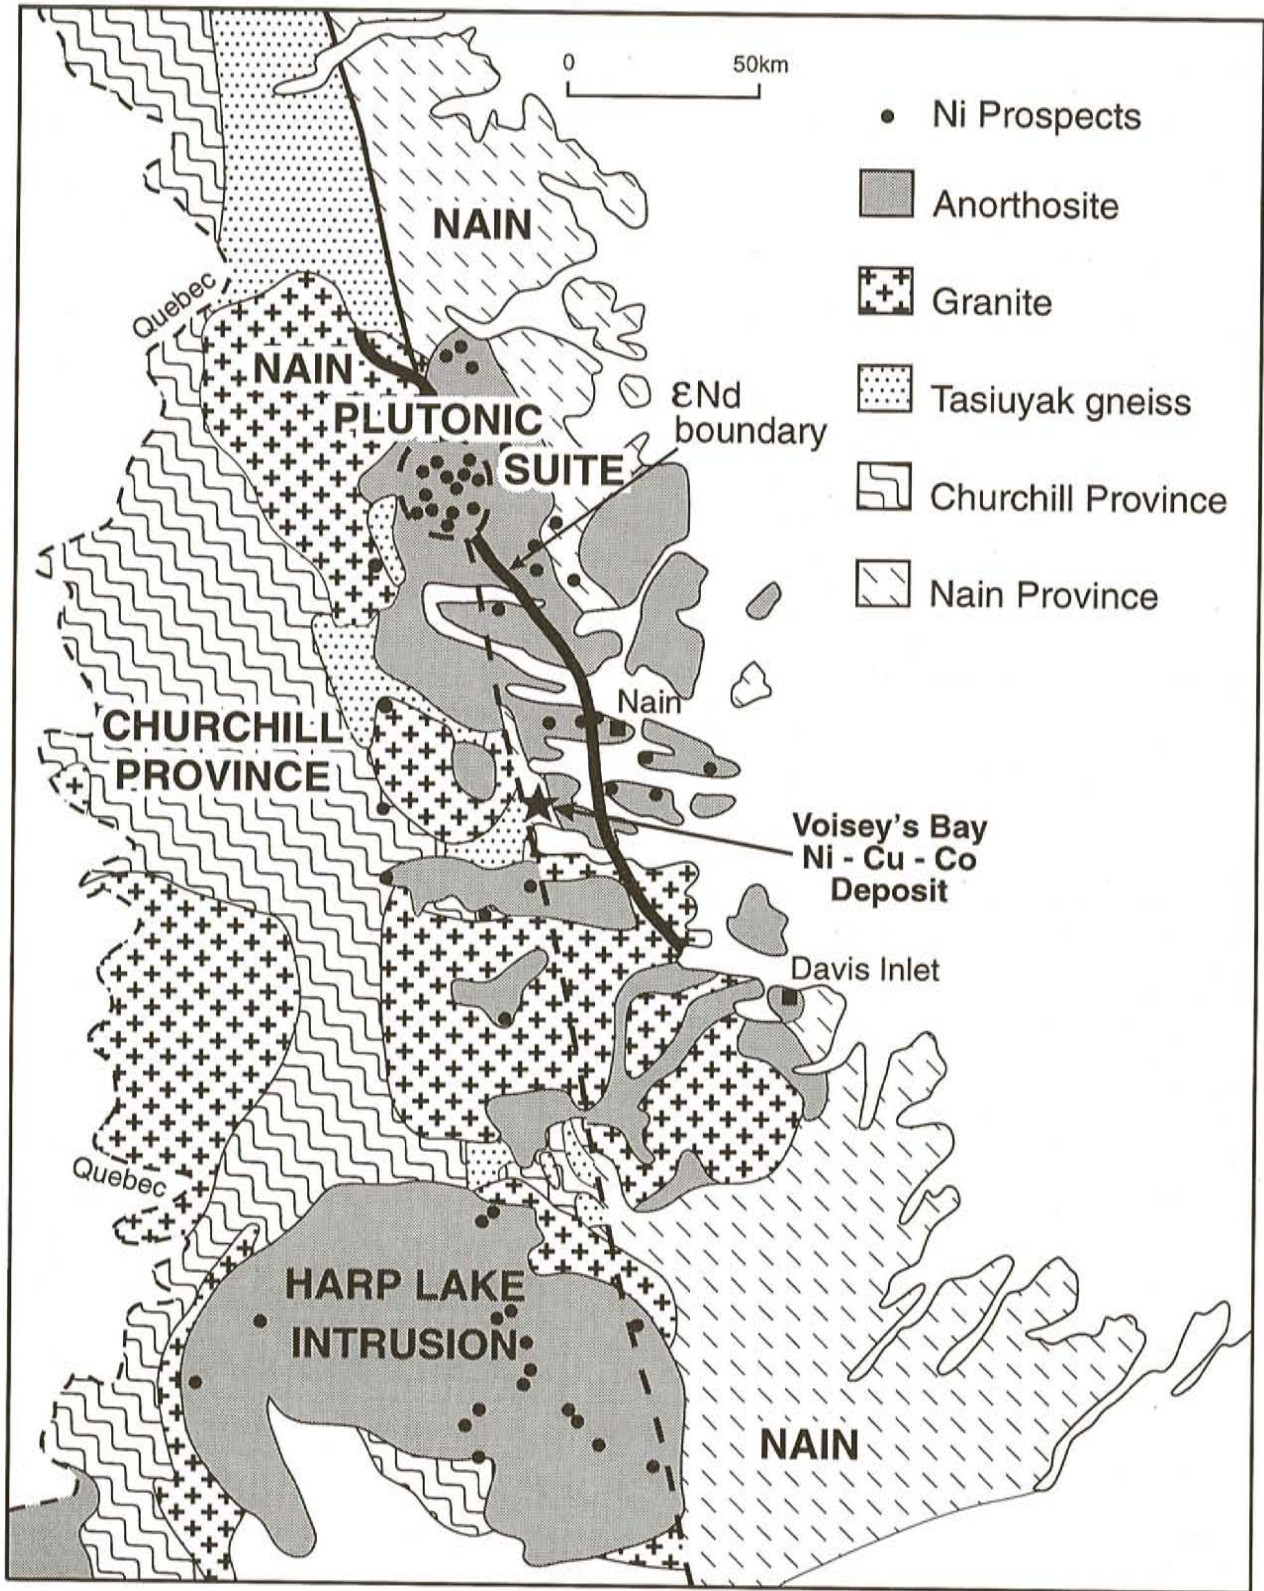 0 50km
Ni Prospects
Anorthosite
Granite
Tasiuyak gneiss
Churchill Province
Nain Province
NAIN
Quebec
NAIN
PLUTONIC
SUITE
εNd
boundary
Nain
CHURCHILL
PROVINCE
Voisey's Bay
Ni - Cu - Co
Deposit
Davis Inlet
Quebec
HARP LAKE
INTRUSION
NAIN